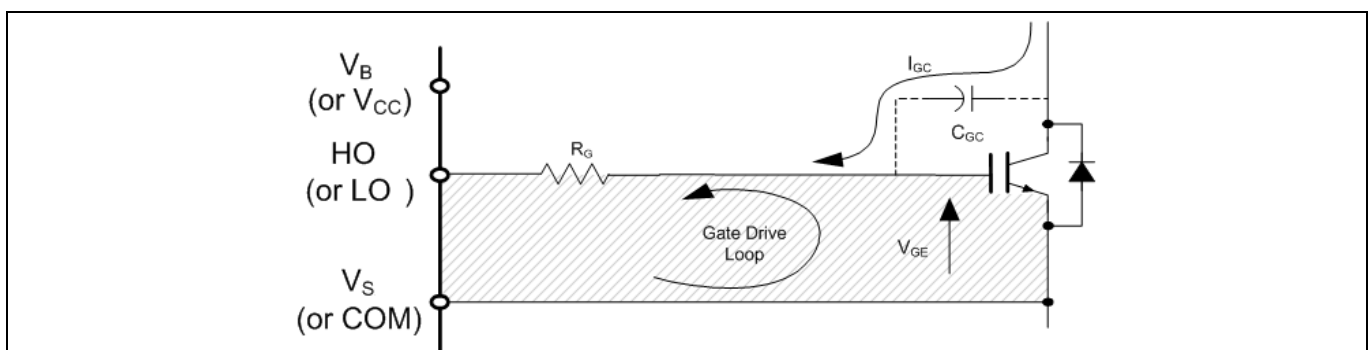 V_B
(or V_CC)
I_GC
C_GC
HO
(or LO )
R_G
Gate Drive
Loop
V_GE
V_S
(or COM)